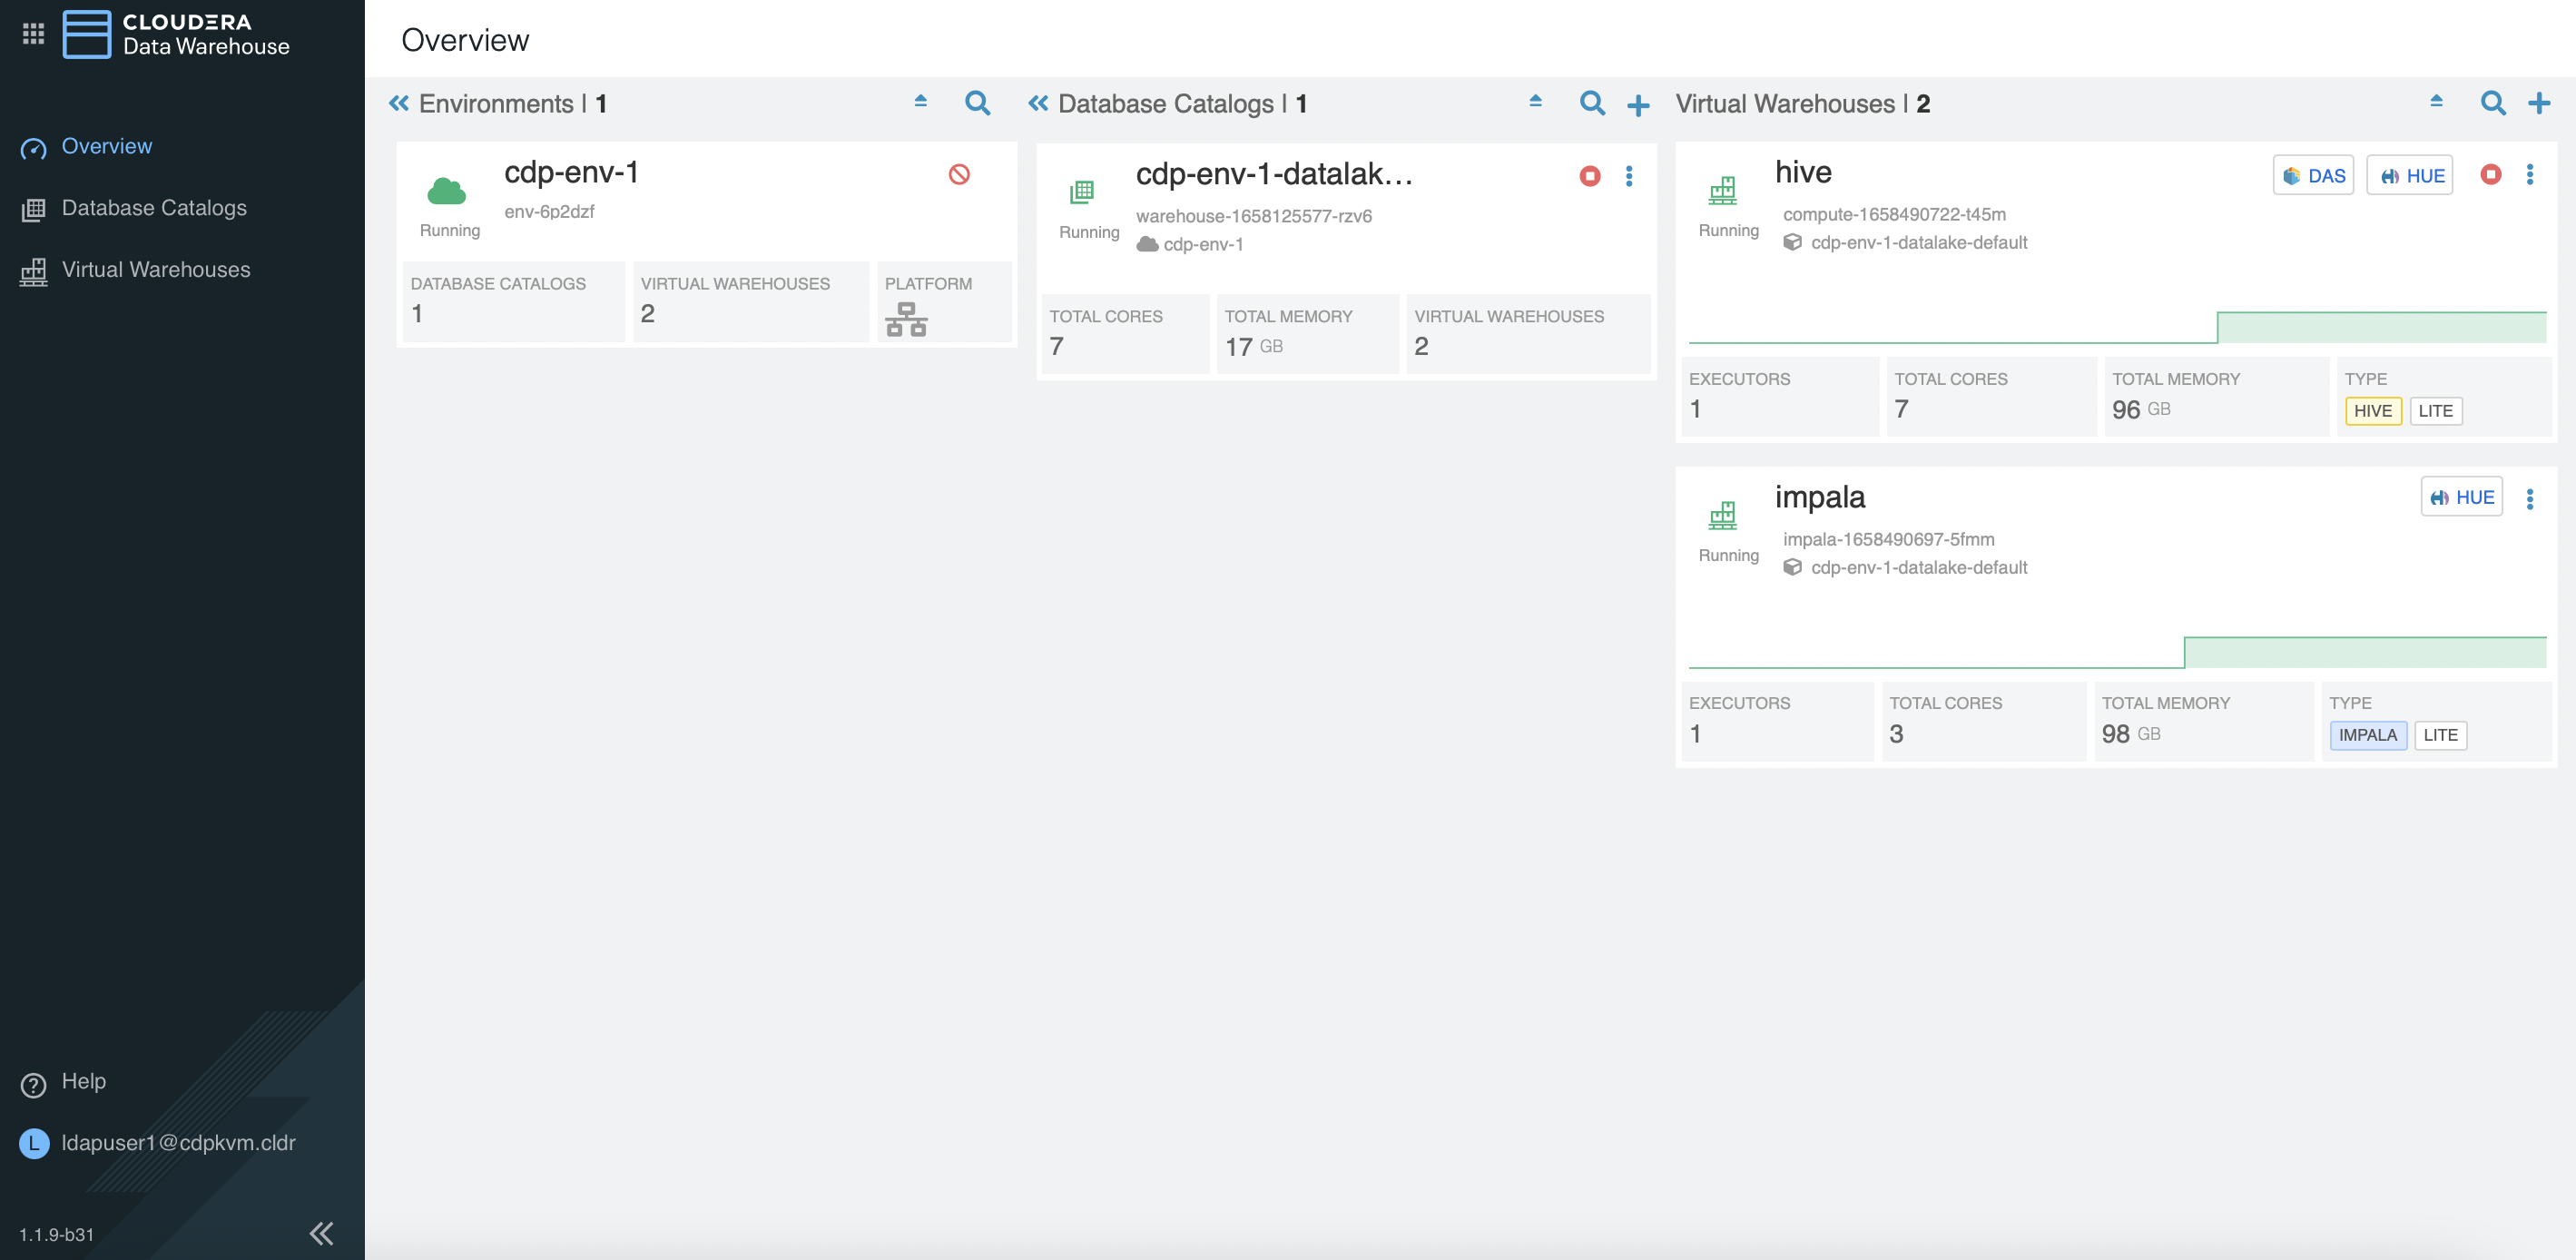 CLOUDERA
Data Warehouse
Overview
Database Catalogs
Virtual Warehouses
Help
L
ldapuser1@cdpkvm.cldr
1.1.9-b31
Overview
Environments | 1
cdp-env-1
env-6p2dzf
Running
DATABASE CATALOGS
1
VIRTUAL WAREHOUSES
2
PLATFORM
Database Catalogs | 1
cdp-env-1-datalak...
warehouse-1658125577-rzv6
Running
cdp-env-1
TOTAL CORES
7
TOTAL MEMORY
17 GB
VIRTUAL WAREHOUSES
2
Virtual Warehouses | 2
hive
DAS
HUE
compute-1658490722-t45m
Running
cdp-env-1-datalake-default
EXECUTORS
1
TOTAL CORES
7
TOTAL MEMORY
96 GB
TYPE
HIVE LITE
impala
HUE
impala-1658490697-5fmm
Running
cdp-env-1-datalake-default
EXECUTORS
1
TOTAL CORES
3
TOTAL MEMORY
98 GB
TYPE
IMPALA LITE